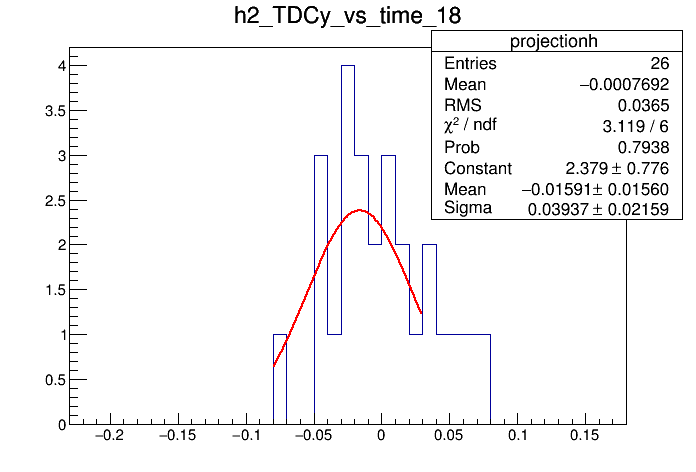 h2_TDCy_vs_time_18
projectionh
Entries 26
Mean −0.0007692
RMS 0.0365
χ² / ndf 3.119 / 6
Prob 0.7938
Constant 2.379 ± 0.776
Mean −0.01591 ± 0.01560
Sigma 0.03937 ± 0.02159
4
3.5
3
2.5
2
1.5
1
0.5
0
−0.2 −0.15 −0.1 −0.05 0 0.05 0.1 0.15